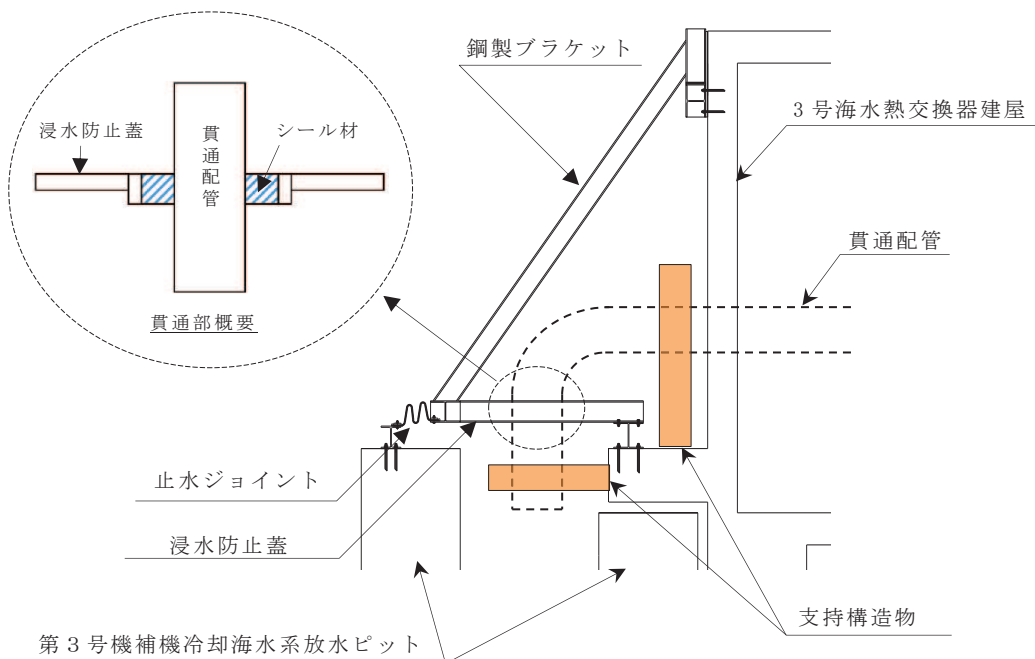 鋼製ブラケット
3号海水熱交換器建屋
浸水防止蓋
シール材
貫通配管
貫通配管
貫通部概要
止水ジョイント
浸水防止蓋
支持構造物
第3号機補機冷却海水系放水ピット